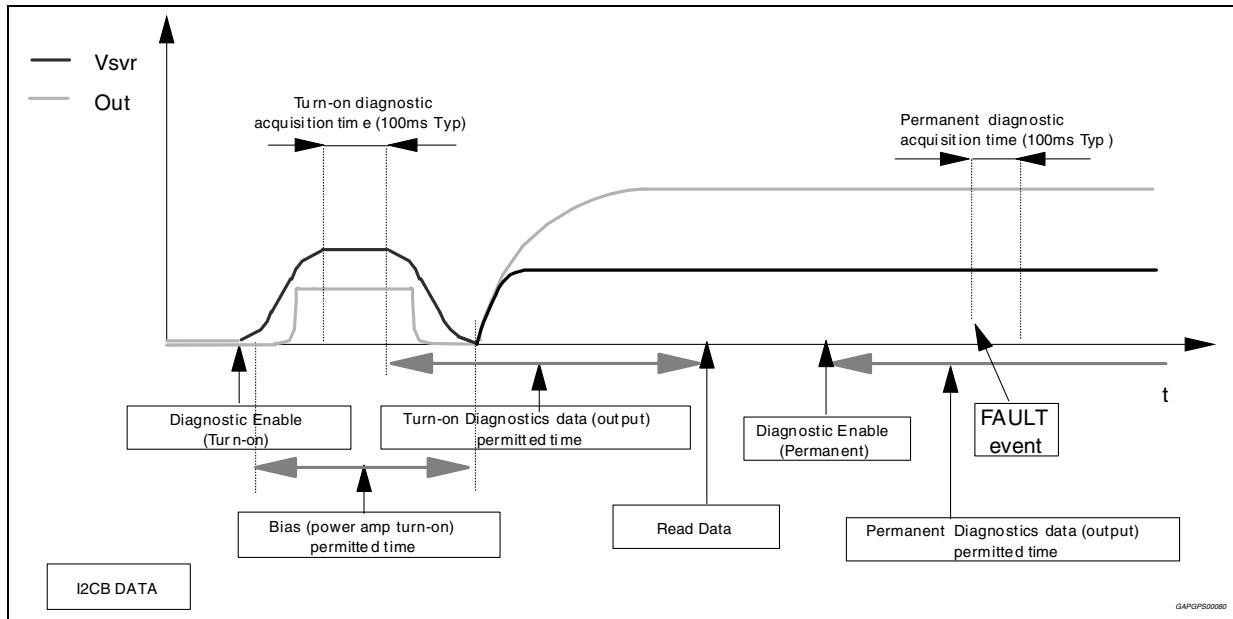 Vsvr
Out
Turn-on diagnostic
acquisition time (100ms Typ)
Permanent diagnostic
acquisition time (100ms Typ )
t
Diagnostic Enable
(Turn-on)
Turn-on Diagnostics data (output)
permitted time
Diagnostic Enable
(Permanent)
FAULT
event
Bias (power amp turn-on)
permitted time
Read Data
Permanent Diagnostics data (output)
permitted time
I2CB DATA
GAPGPS00080